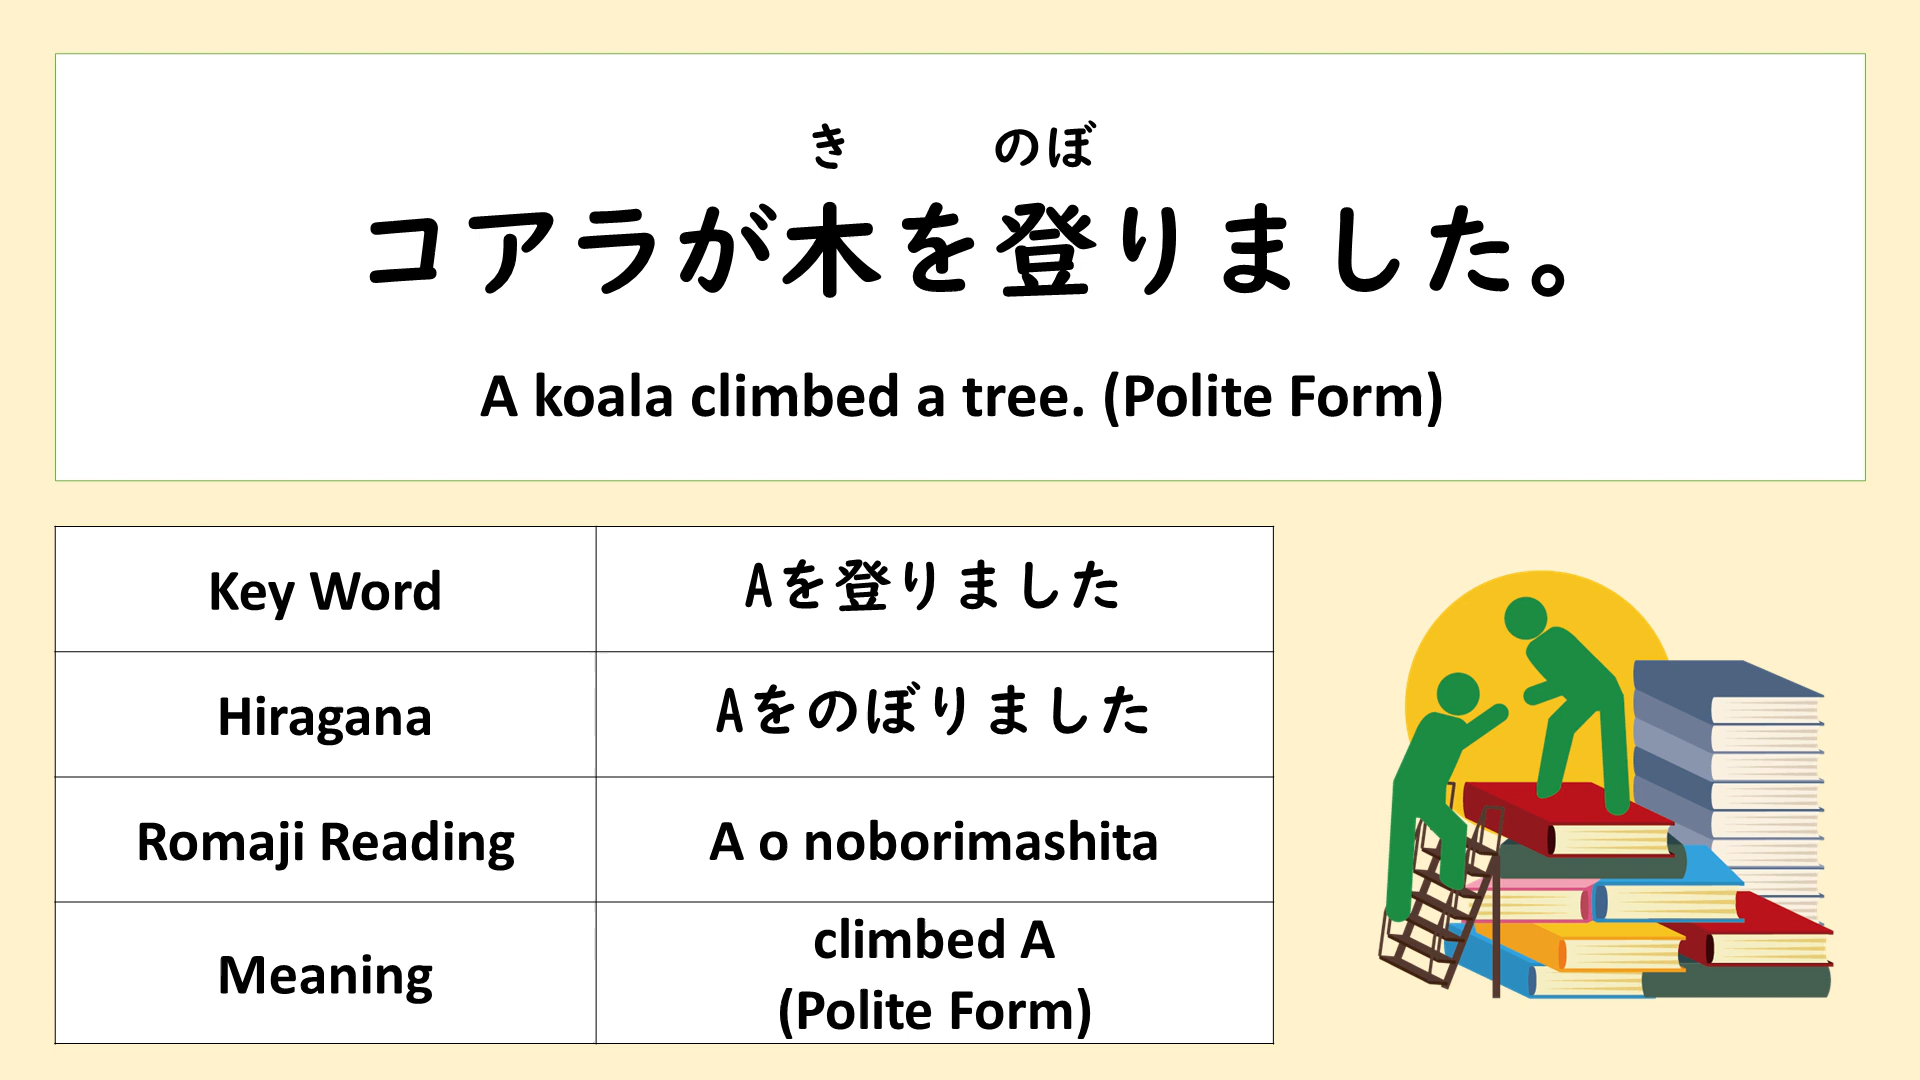 き のぼ
コアラが木を登りました。
A koala climbed a tree. (Polite Form)
Key Word Aを登りました
Hiragana Aをのぼりました
Romaji Reading A o noborimashita
Meaning climbed A
(Polite Form)